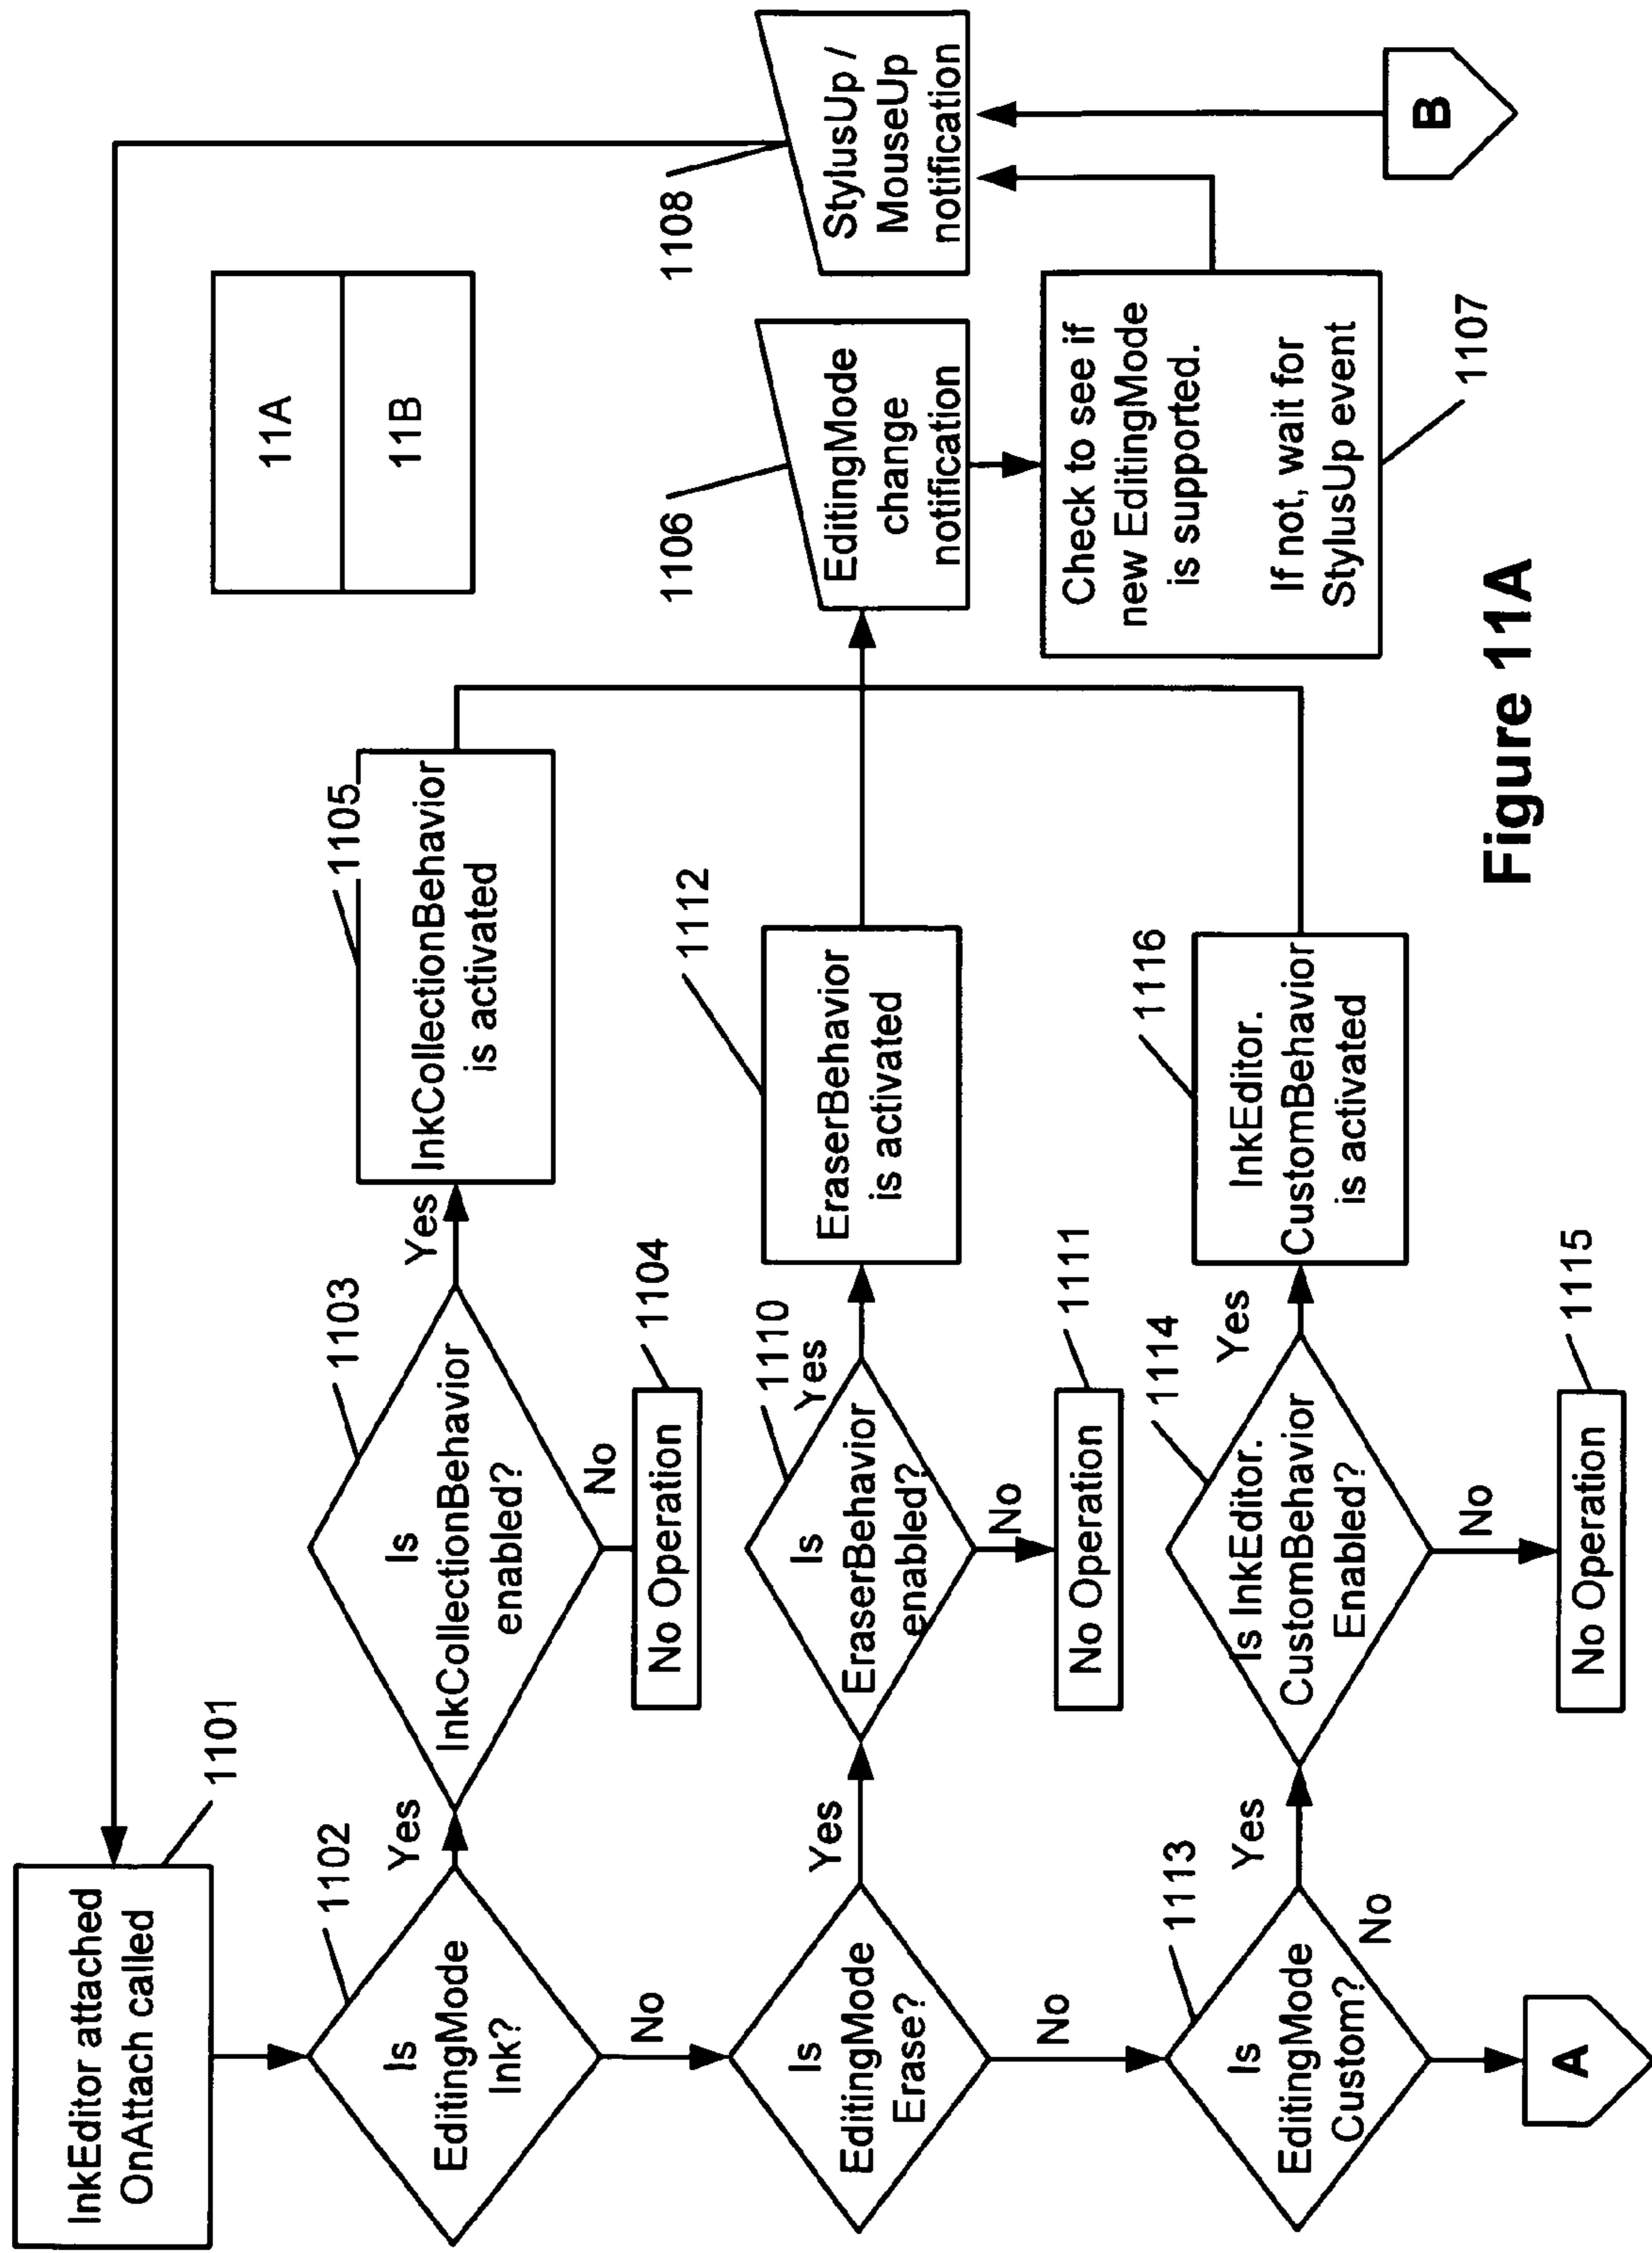 InkEditor attached
OnAttach called
1101
Is
EditingMode
Ink?
1102
Yes
No
Is
InkCollectionBehavior
enabled?
1103
Yes
No
No Operation
1104
InkCollectionBehavior
is activated
1105
11A
11B
Is
EditingMode
Erase?
Yes
No
Is
EraserBehavior
enabled?
1110
Yes
No
No Operation
1111
EraserBehavior
is activated
1112
EditingMode
change
notification
1106
StylusUp /
MouseUp
notification
1108
Check to see if
new EditingMode
is supported.
If not, wait for
StylusUp event
1107
Is
EditingMode
Custom?
1113
Yes
No
Is InkEditor.
CustomBehavior
Enabled?
1114
Yes
No
No Operation
1115
InkEditor.
CustomBehavior
is activated
1116
A
B
Figure 11A